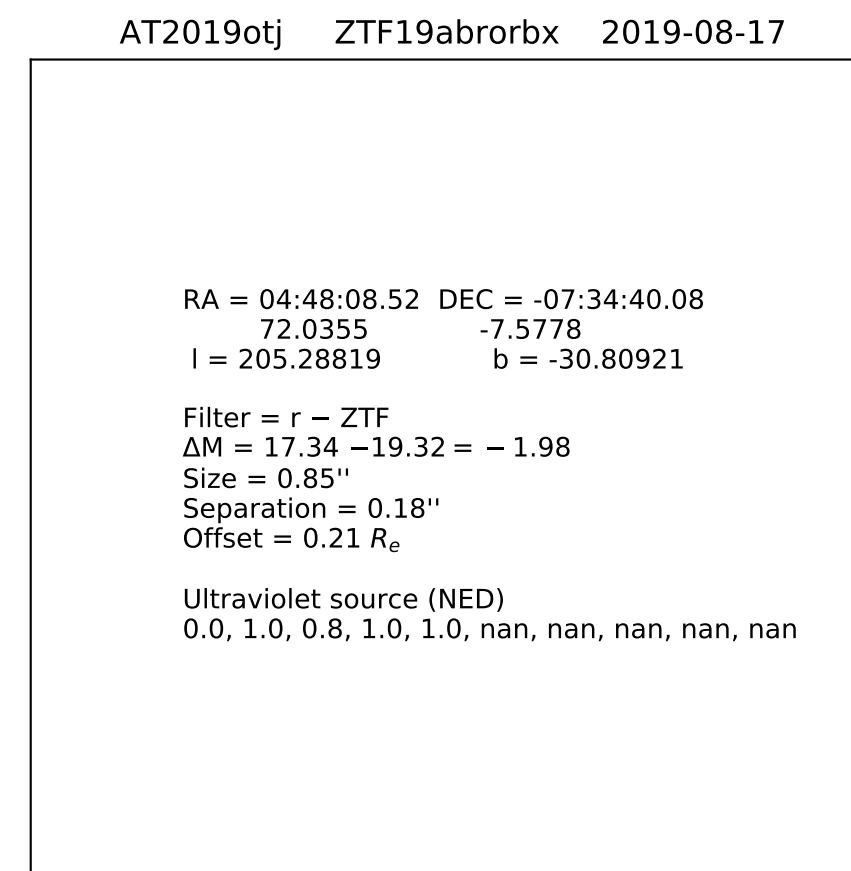 AT2019otj ZTF19abrorbx 2019-08-17
RA = 04:48:08.52 DEC = -07:34:40.08
72.0355 -7.5778
l = 205.28819 b = -30.80921
Filter = r − ZTF
ΔM = 17.34 −19.32 = − 1.98
Size = 0.85''
Separation = 0.18''
Offset = 0.21 Re
Ultraviolet source (NED)
0.0, 1.0, 0.8, 1.0, 1.0, nan, nan, nan, nan, nan